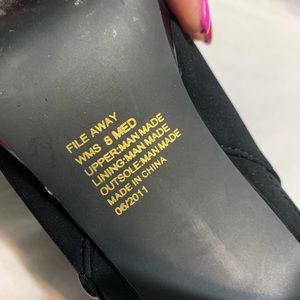 FILE AWAY
WMS 8 MED
UPPER:MAN MADE
LINING:MAN MADE
OUTSOLE:MAN MADE
MADE IN CHINA
06/2011